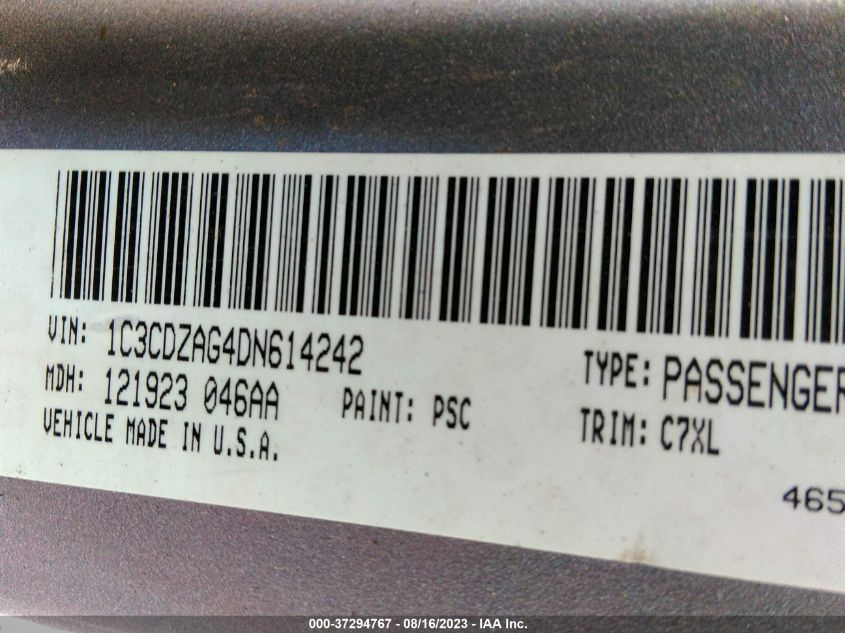 VIN: 1C3CDZAG4DN614242
TYPE: PASSENGER
MDH: 121923 046AA
PAINT: PSC
TRIM: C7XL
VEHICLE MADE IN U.S.A.
465
000-37294767 - 08/16/2023 - IAA Inc.